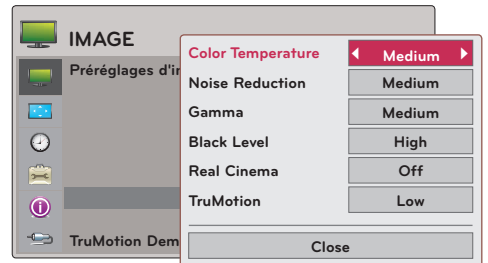 IMAGE
Préréglages d'i
Color Temperature Medium
Noise Reduction Medium
Gamma Medium
Black Level High
Real Cinema Off
TruMotion Low
TruMotion Dem
Close